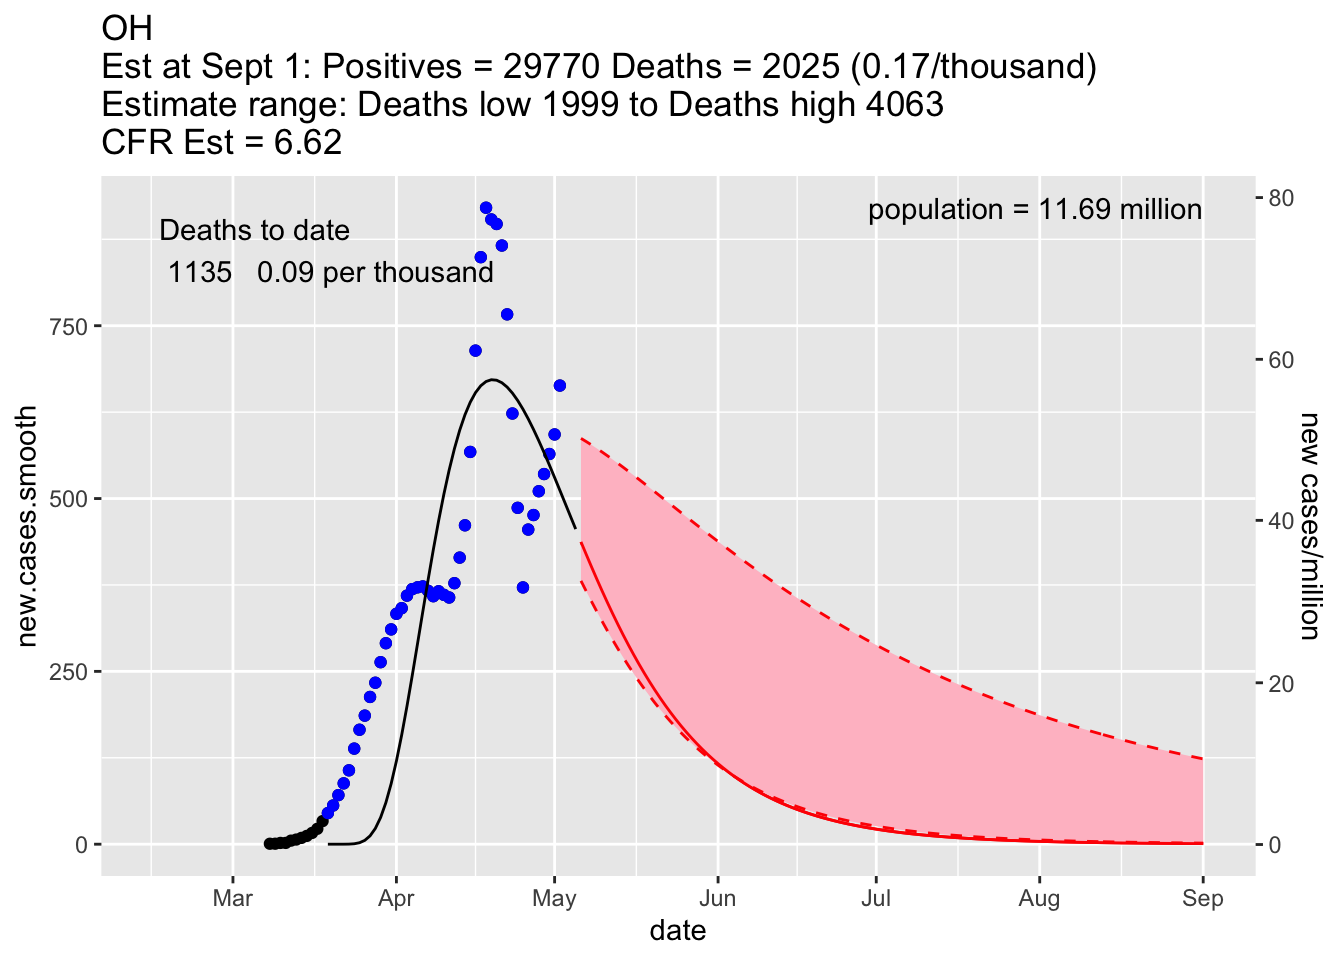 OH
Est at Sept 1: Positives = 29770 Deaths = 2025 (0.17/thousand)
Estimate range: Deaths low 1999 to Deaths high 4063
CFR Est = 6.62
Deaths to date
1135 0.09 per thousand
population = 11.69 million
new.cases.smooth
750
500
250
0
80
60
40
20
0
new cases/million
Mar Apr May Jun Jul Aug Sep
date